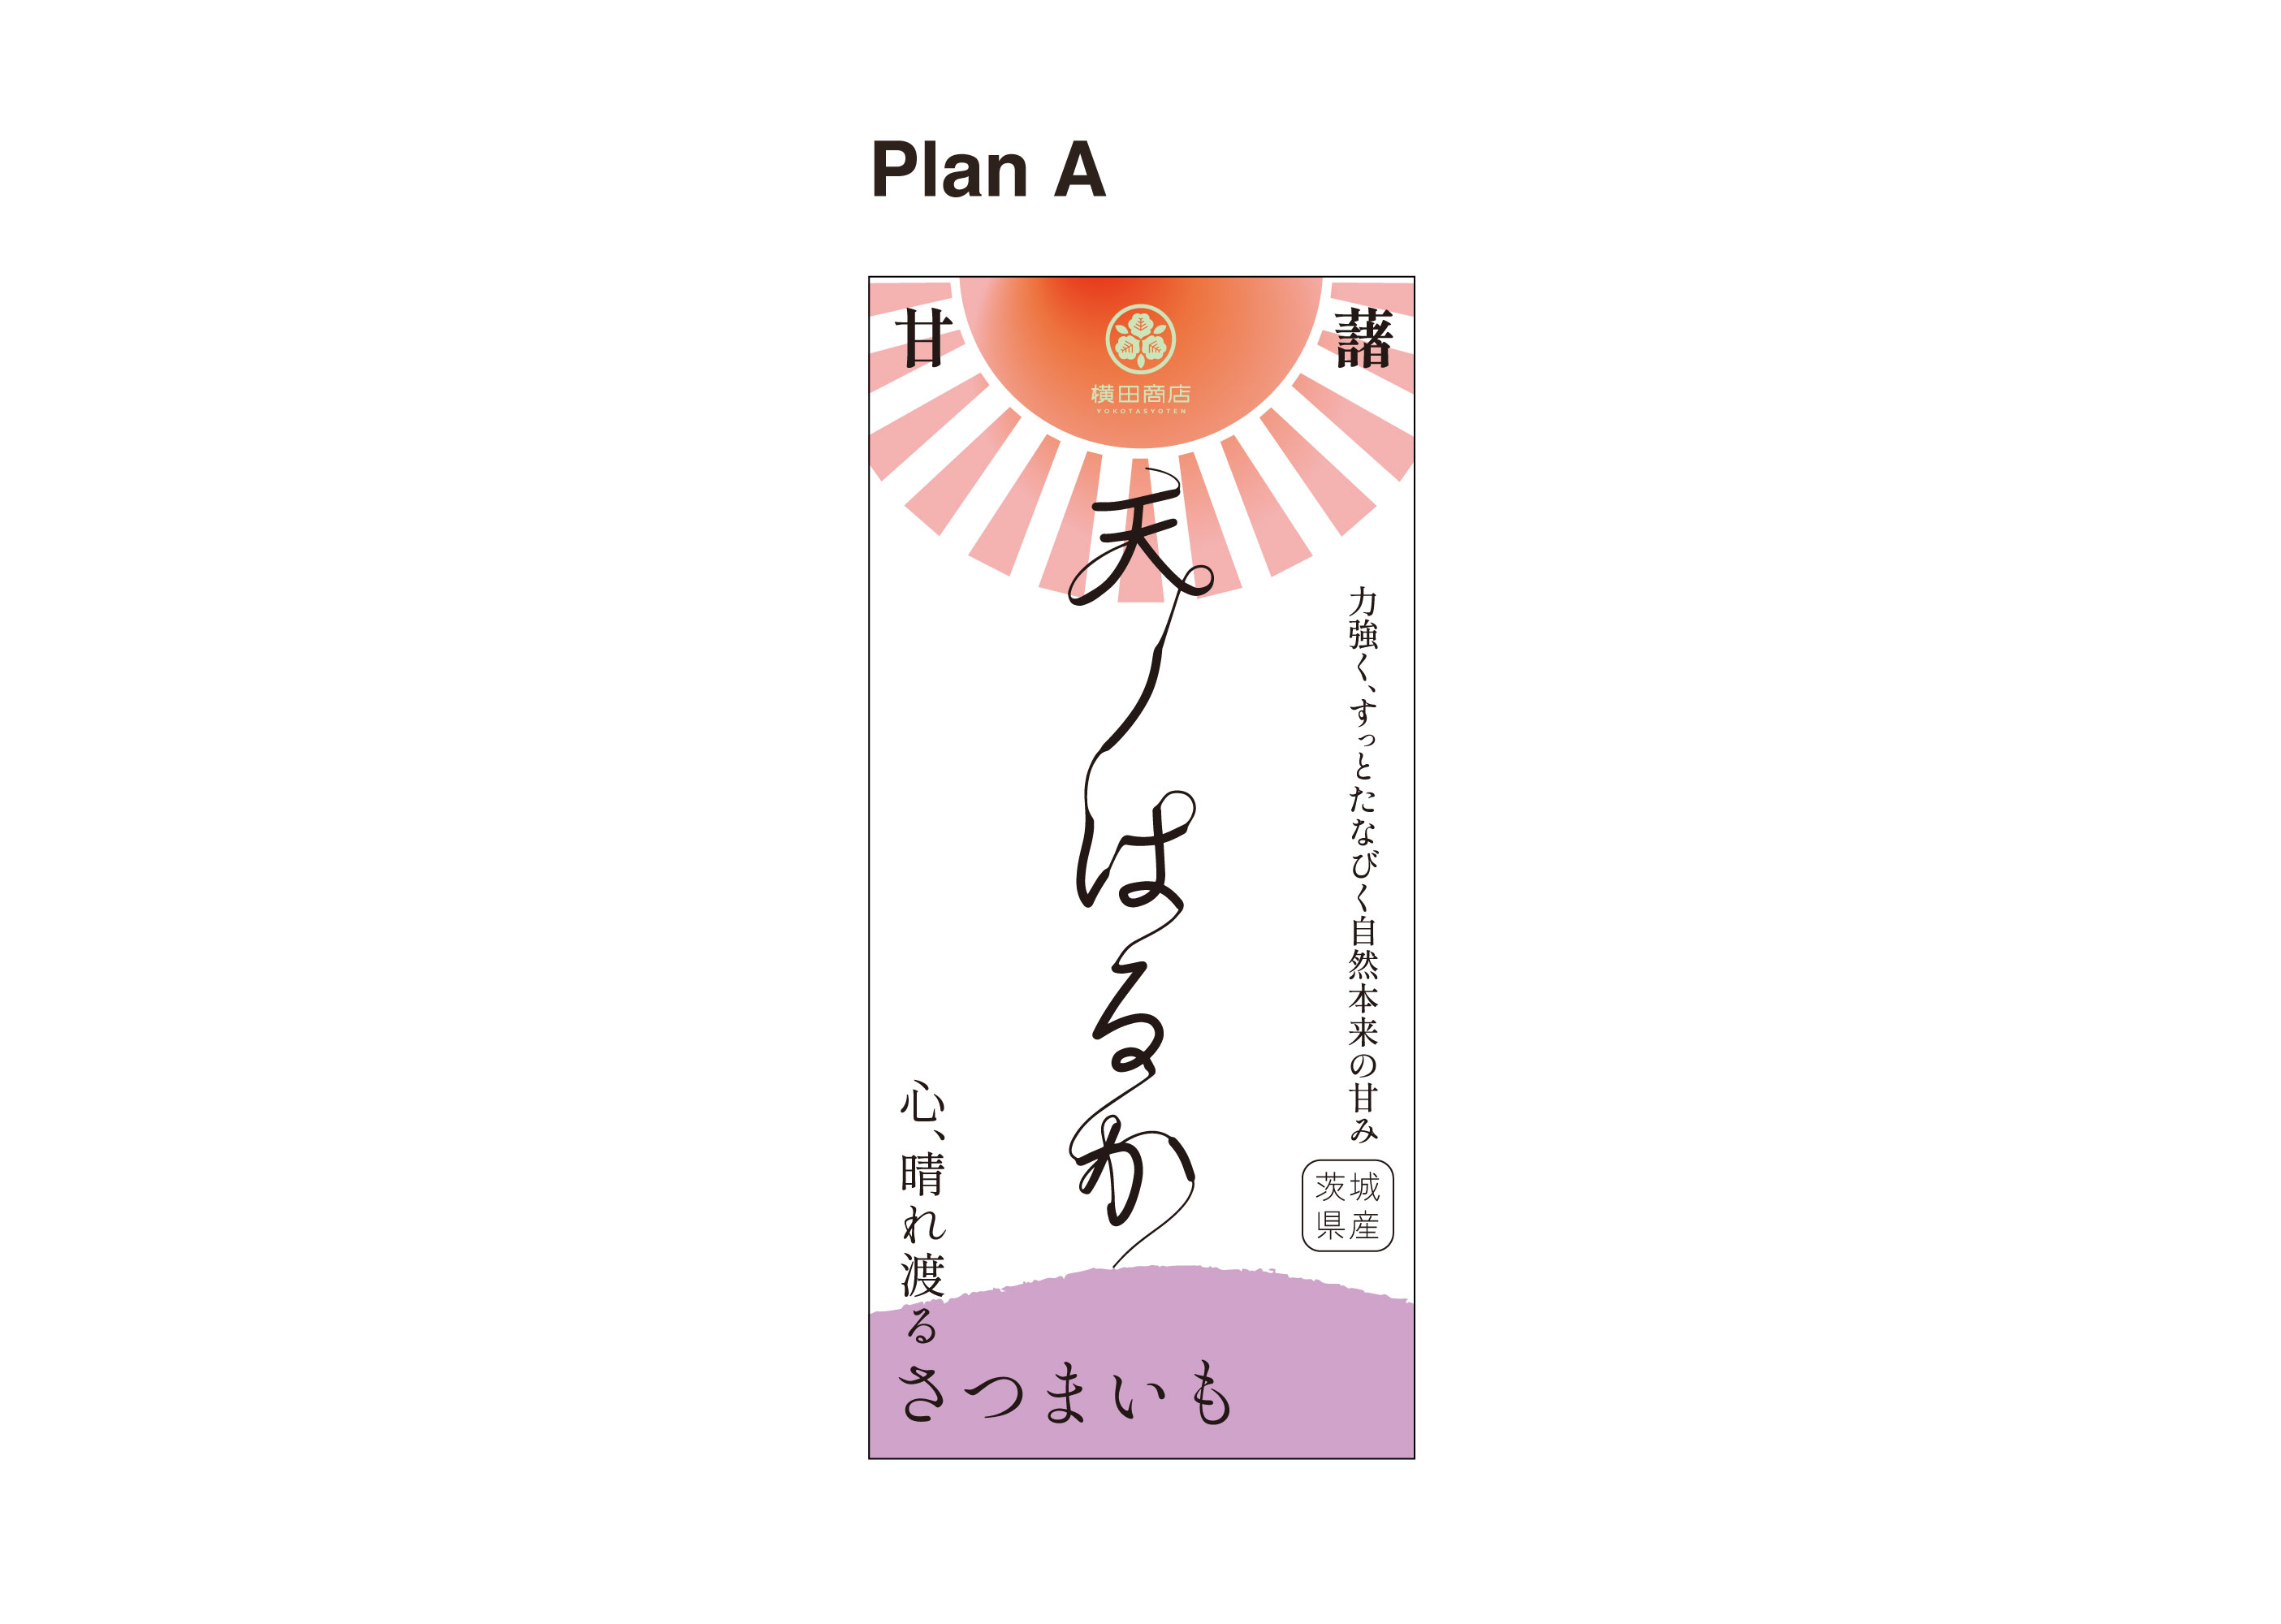 Plan A
甘藷
横田商店
YOKOTASYOTEN
天ノはるか
力強く、すっとたなびく自然本来の甘み
茨城
県産
心、晴れ渡る
さつまいも